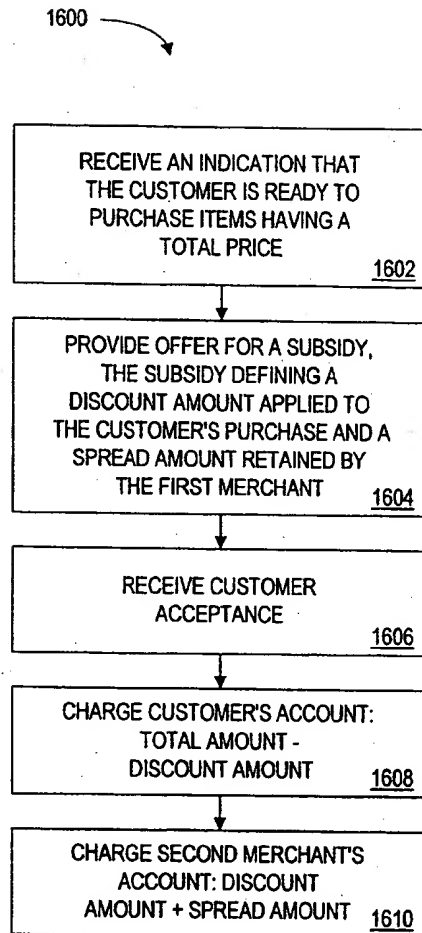 1600
RECEIVE AN INDICATION THAT
THE CUSTOMER IS READY TO
PURCHASE ITEMS HAVING A
TOTAL PRICE
1602
PROVIDE OFFER FOR A SUBSIDY,
THE SUBSIDY DEFINING A
DISCOUNT AMOUNT APPLIED TO
THE CUSTOMER'S PURCHASE AND A
SPREAD AMOUNT RETAINED BY
THE FIRST MERCHANT
1604
RECEIVE CUSTOMER
ACCEPTANCE
1606
CHARGE CUSTOMER'S ACCOUNT:
TOTAL AMOUNT -
DISCOUNT AMOUNT
1608
CHARGE SECOND MERCHANT'S
ACCOUNT: DISCOUNT
AMOUNT + SPREAD AMOUNT
1610